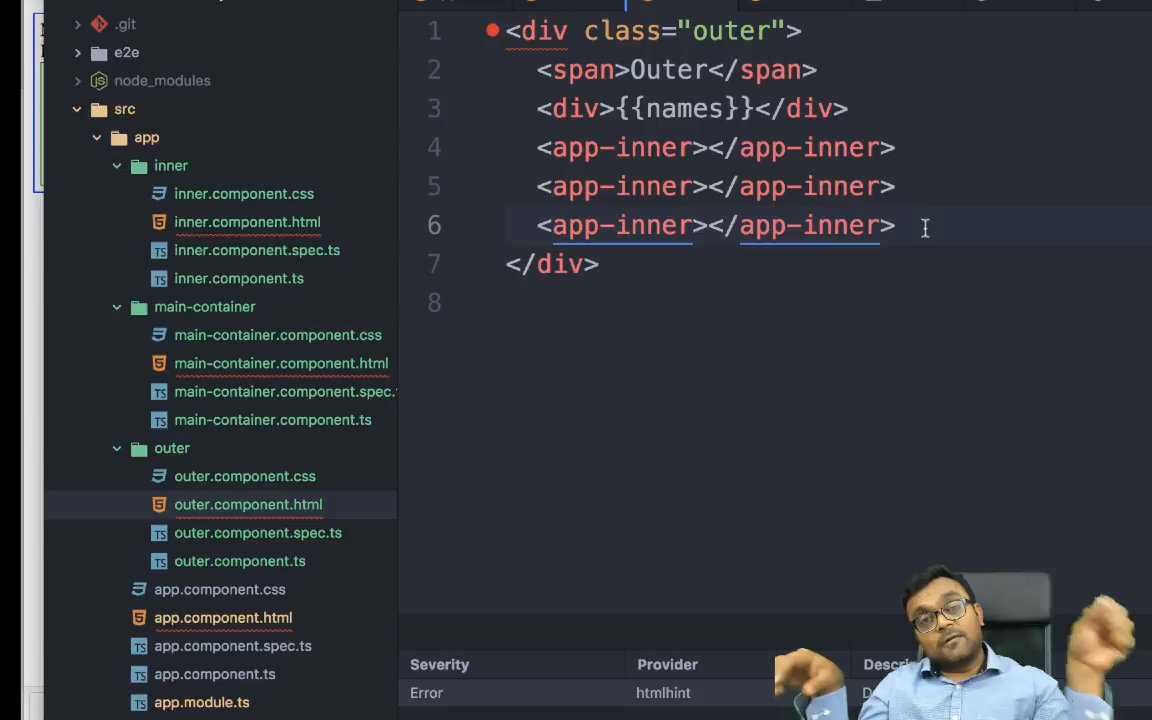 .git
e2e
node_modules
src
app
inner
inner.component.css
inner.component.html
inner.component.spec.ts
inner.component.ts
main-container
main-container.component.css
main-container.component.html
main-container.component.spec.
main-container.component.ts
outer
outer.component.css
outer.component.html
outer.component.spec.ts
outer.component.ts
app.component.css
app.component.html
app.component.spec.ts
app.component.ts
app.module.ts
1 <div class="outer">
2 <span>Outer</span>
3 <div>{{names}}</div>
4 <app-inner></app-inner>
5 <app-inner></app-inner>
6 <app-inner></app-inner>
7 </div>
8
Severity Provider Descr
Error htmlhint